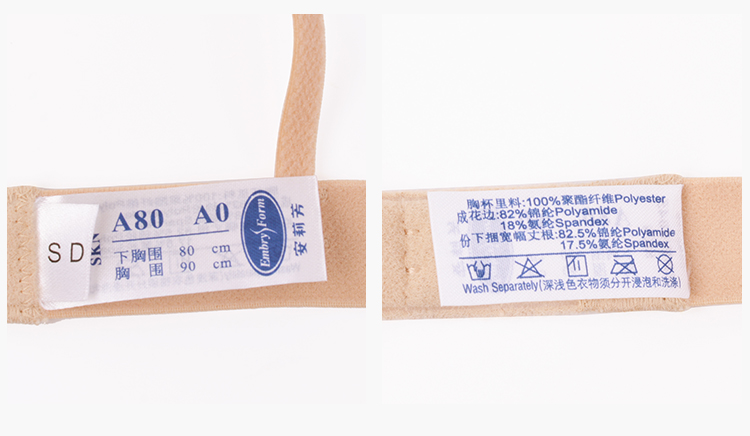 SD
SKN
A80 A0
下胸围 80 cm
胸 围 90 cm
Embry Form
安莉芳
胸杯里料:100%聚酯纤维Polyester
成花边:82%锦纶Polyamide
18%氨纶Spandex
份下捆宽幅丈根:82.5%锦纶Polyamide
17.5%氨纶Spandex
Wash Separately(深浅色衣物须分开浸泡和洗涤)